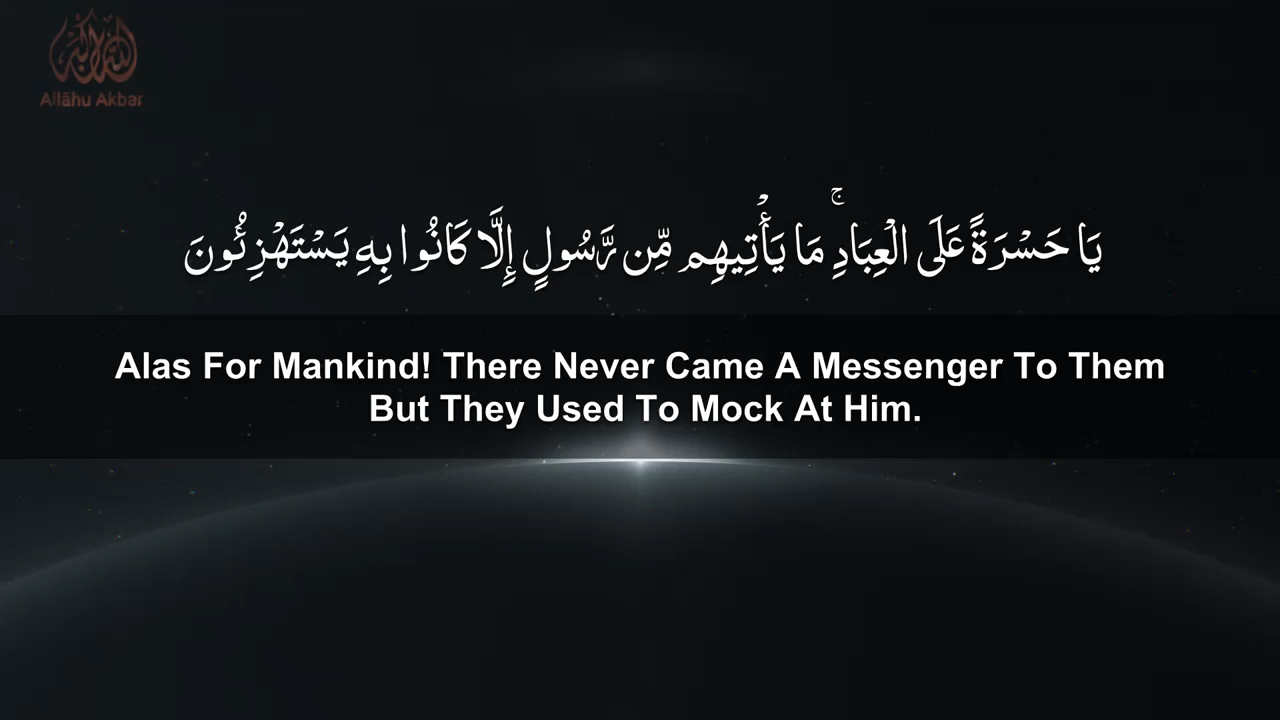 Allāhu Akbar
يَا حَسْرَةً عَلَى الْعِبَادِ ۚ مَا يَأْتِيهِم مِّن رَّسُولٍ إِلَّا كَانُوا بِهِ يَسْتَهْزِئُونَ
Alas For Mankind! There Never Came A Messenger To Them
But They Used To Mock At Him.